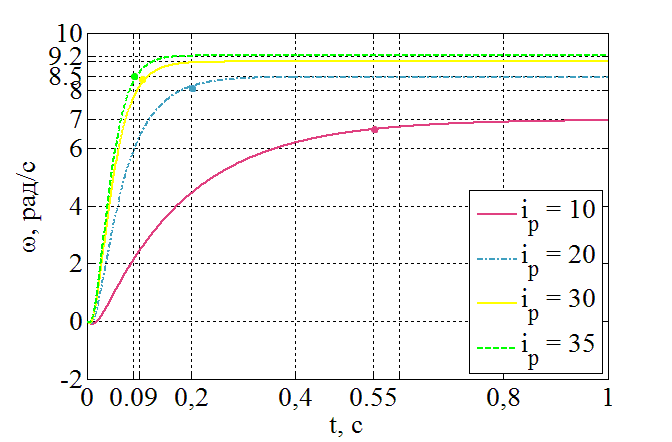 10
9.2
8.5
8
7
6
4
2
0
-2
ω, рад/с
0 0.09 0,2 0,4 0.55 0,8 1
t, с
i_p = 10
i_p = 20
i_p = 30
i_p = 35